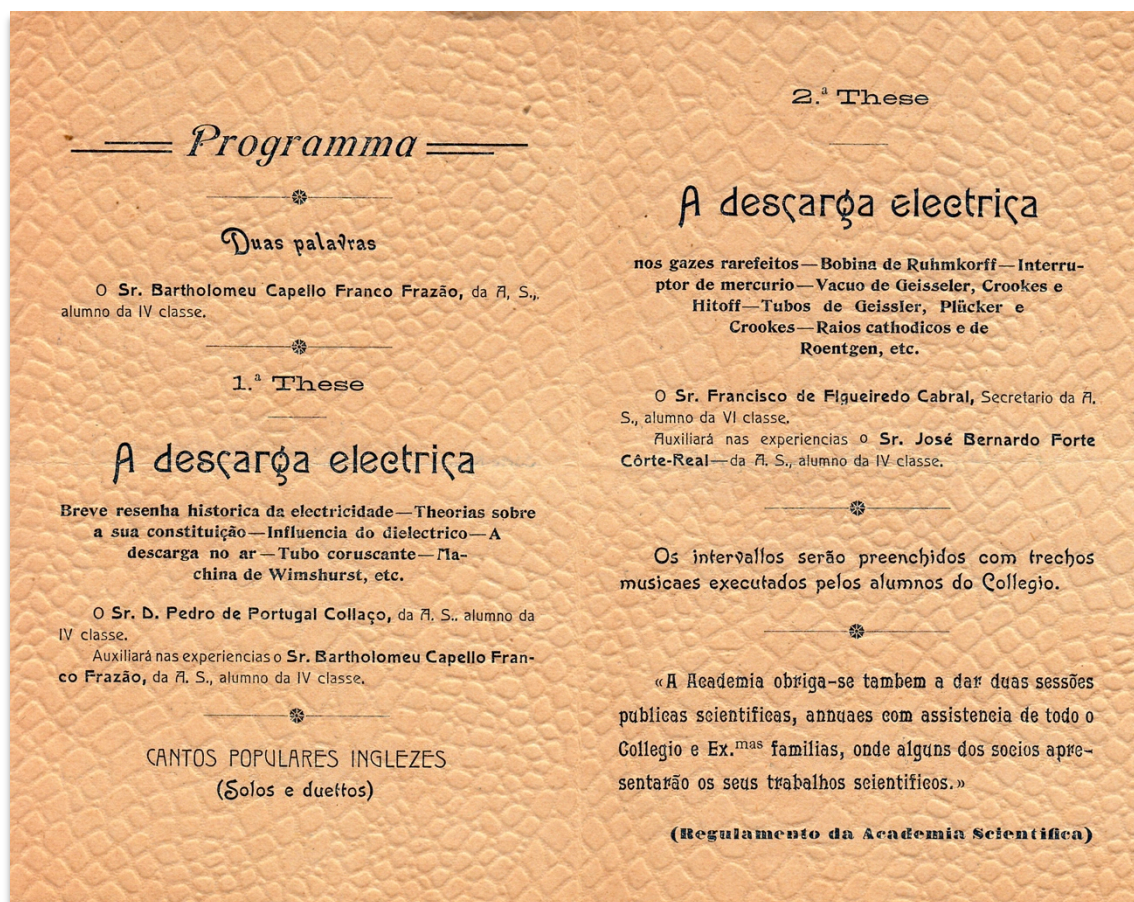 Programma
Duas palavras
O Sr. Bartholomeu Capello Franco Frazão, da A, S.,
alumno da IV classe.
1.ª These
A descarga electrica
Breve resenha historica da electricidade—Theorias sobre
a sua constituição—Influencia do dielectrico—A
descarga no ar—Tubo coruscante—Ma-
china de Wimshurst, etc.
O Sr. D. Pedro de Portugal Collaço, da A. S.. alumno da
IV classe.
Auxiliará nas experiencias o Sr. Bartholomeu Capello Fran-
co Frazão, da A. S., alumno da IV classe.
CANTOS POPULARES INGLEZES
(Solos e duettos)
2.ª These
A descarga electrica
nos gazes rarefeitos—Bobina de Ruhmkorff—Interru-
ptor de mercurio—Vacuo de Geisseler, Crookes e
Hitoff—Tubos de Geissler, Plücker e
Crookes—Raios cathodicos e de
Roentgen, etc.
O Sr. Francisco de Figueiredo Cabral, Secretario da A.
S., alumno da VI classe.
Auxiliará nas experiencias o Sr. José Bernardo Forte
Côrte-Real—da A. S., alumno da IV classe.
Os intervallos serão preenchidos com trechos
musicaes executados pelos alumnos do Collegio.
«A Academia obriga-se tambem a dar duas sessões
publicas scientificas, annuaes com assistencia de todo o
Collegio e Ex.mas familias, onde alguns dos socios apre-
sentarão os seus trabalhos scientificos.»
(Regulamento da Academia Scientifica)